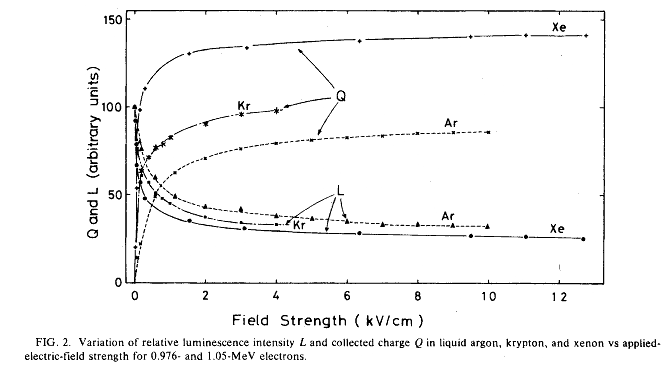 150
100
50
0
Q and L (arbitrary units)
Xe
Kr
Q
Ar
L
Kr
Ar
Xe
0 2 4 6 8 10 12
Field Strength ( kV/cm )
FIG. 2. Variation of relative luminescence intensity L and collected charge Q in liquid argon, krypton, and xenon vs applied-
electric-field strength for 0.976- and 1.05-MeV electrons.